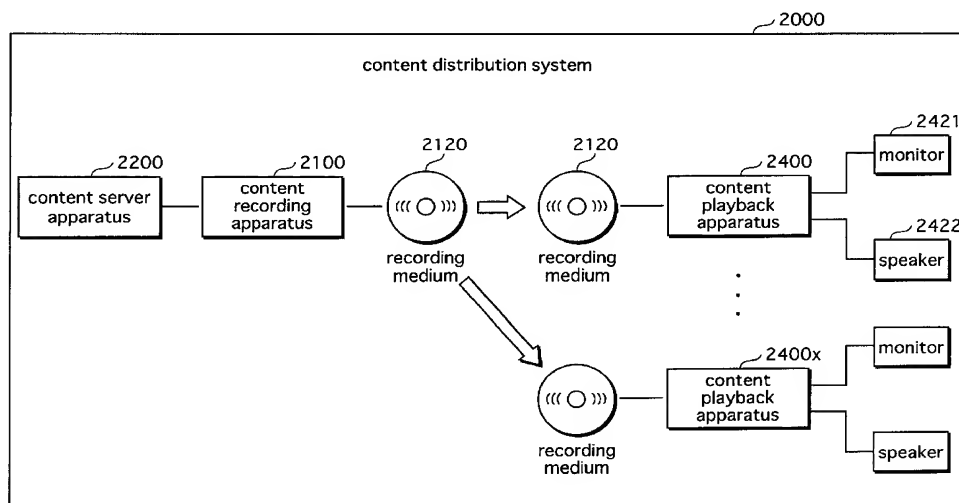 2000
content distribution system
2200
content server
apparatus
2100
content
recording
apparatus
2120
recording
medium
2120
recording
medium
2400
content
playback
apparatus
2421
monitor
2422
speaker
recording
medium
2400x
content
playback
apparatus
monitor
speaker